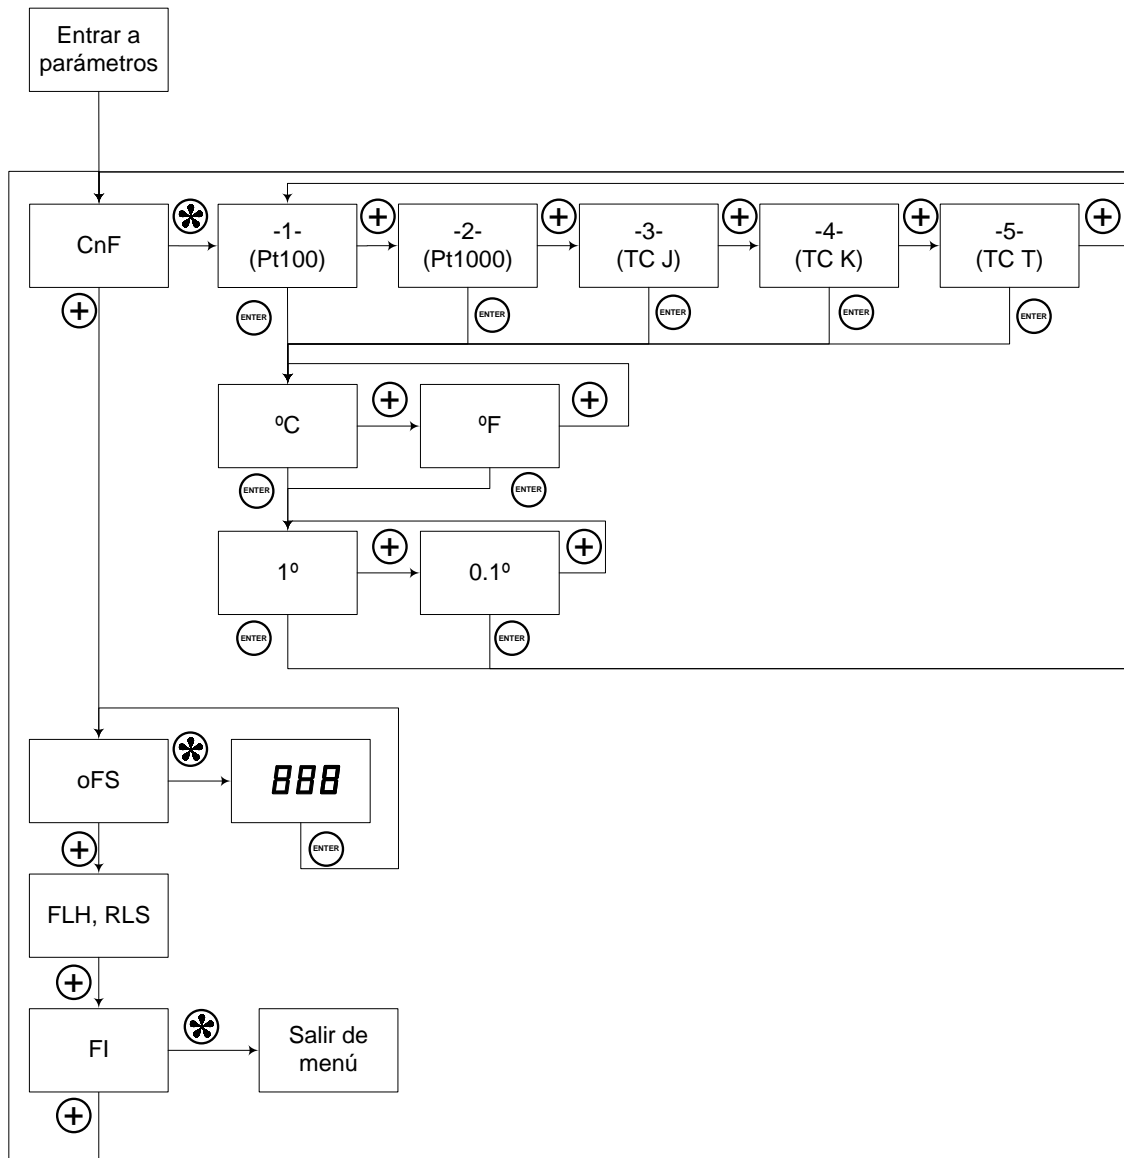 Entrar a
parámetros
CnF
-1-
(Pt100)
-2-
(Pt1000)
-3-
(TC J)
-4-
(TC K)
-5-
(TC T)
ENTER
ENTER
ENTER
ENTER
ENTER
ºC
ºF
ENTER
ENTER
1º
0.1º
ENTER
ENTER
oFS
888
ENTER
FLH, RLS
FI
Salir de
menú